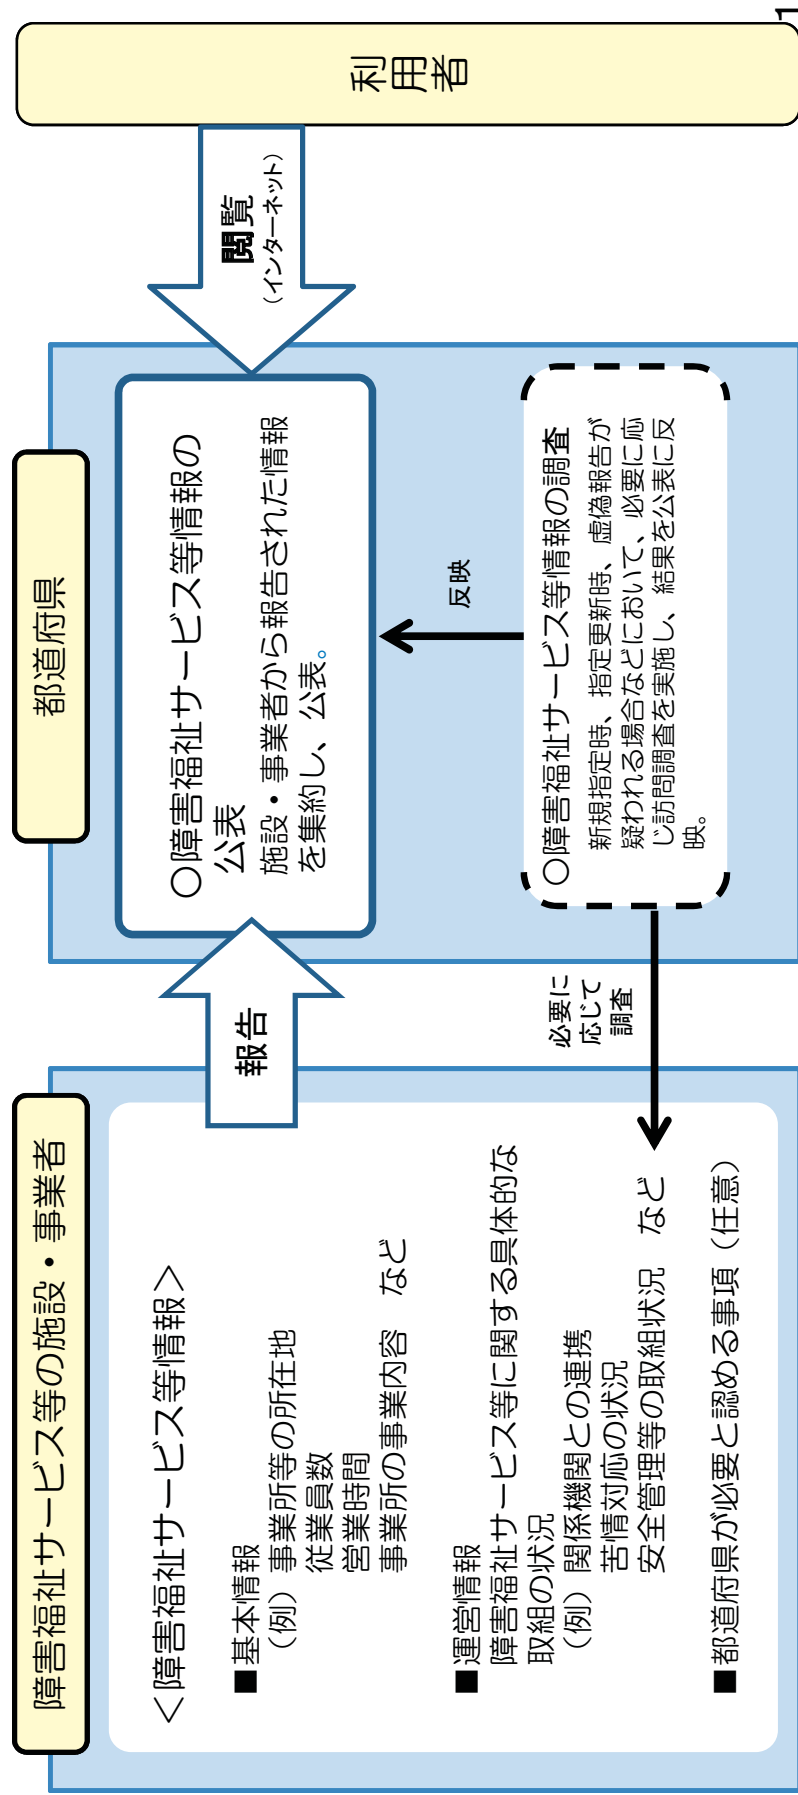 障害福祉サービス等の施設・事業者
＜障害福祉サービス等情報＞
■基本情報
（例）事業所等の所在地
従業員数
営業時間
事業所の事業内容　など
■運営情報
障害福祉サービス等に関する具体的な
取組の状況
（例）関係機関との連携
苦情対応の状況
安全管理等の取組状況　など
■都道府県が必要と認める事項（任意）
報告
必要に
応じて
調査
都道府県
〇障害福祉サービス等情報の
公表
施設・事業者から報告された情報
を集約し、公表。
反映
〇障害福祉サービス等情報の調査
新規指定時、指定更新時、虚偽報告が
疑われる場合などにおいて、必要に応
じ訪問調査を実施し、結果を公表に反
映。
閲覧
（インターネット）
利用者
1